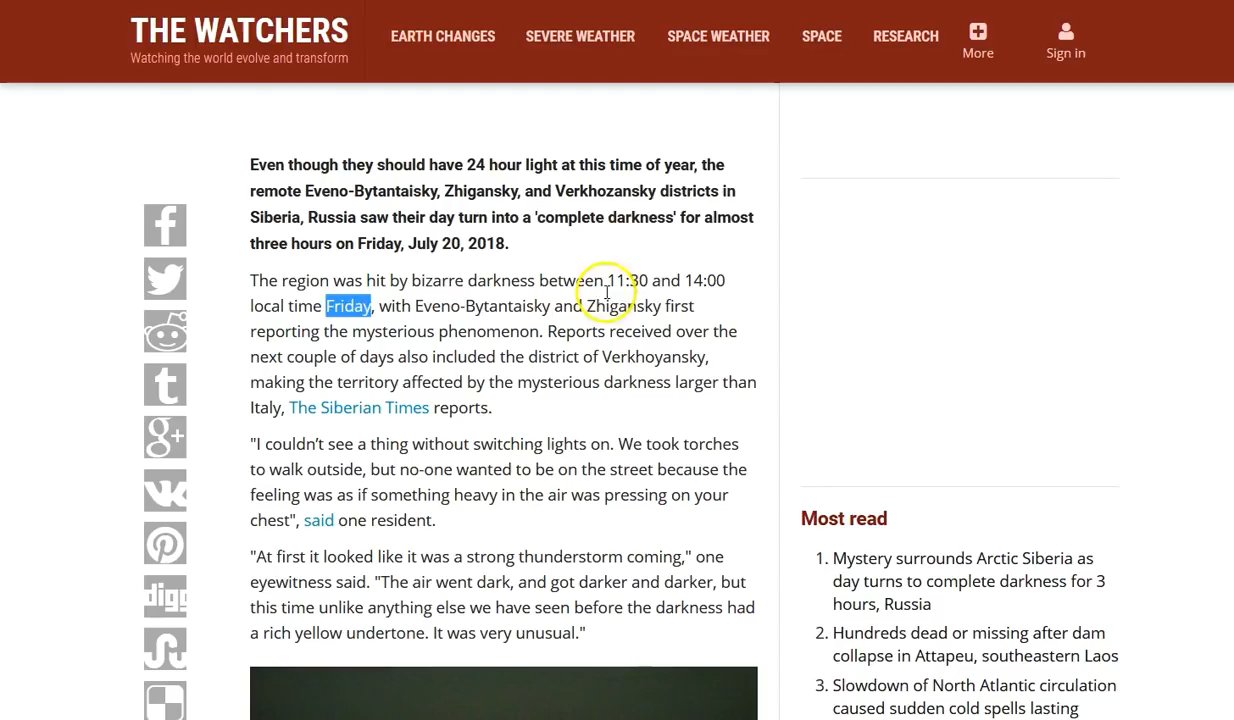 THE WATCHERS
Watching the world evolve and transform
EARTH CHANGES
SEVERE WEATHER
SPACE WEATHER
SPACE
RESEARCH
More
Sign in
Even though they should have 24 hour light at this time of year, the
remote Eveno-Bytantaisky, Zhigansky, and Verkhozansky districts in
Siberia, Russia saw their day turn into a 'complete darkness' for almost
three hours on Friday, July 20, 2018.
The region was hit by bizarre darkness between 11:30 and 14:00
local time Friday, with Eveno-Bytantaisky and Zhigansky first
reporting the mysterious phenomenon. Reports received over the
next couple of days also included the district of Verkhoyansky,
making the territory affected by the mysterious darkness larger than
Italy, The Siberian Times reports.
"I couldn't see a thing without switching lights on. We took torches
to walk outside, but no-one wanted to be on the street because the
feeling was as if something heavy in the air was pressing on your
chest", said one resident.
"At first it looked like it was a strong thunderstorm coming," one
eyewitness said. "The air went dark, and got darker and darker, but
this time unlike anything else we have seen before the darkness had
a rich yellow undertone. It was very unusual."
digg
Most read
1. Mystery surrounds Arctic Siberia as
day turns to complete darkness for 3
hours, Russia
2. Hundreds dead or missing after dam
collapse in Attapeu, southeastern Laos
3. Slowdown of North Atlantic circulation
caused sudden cold spells lasting